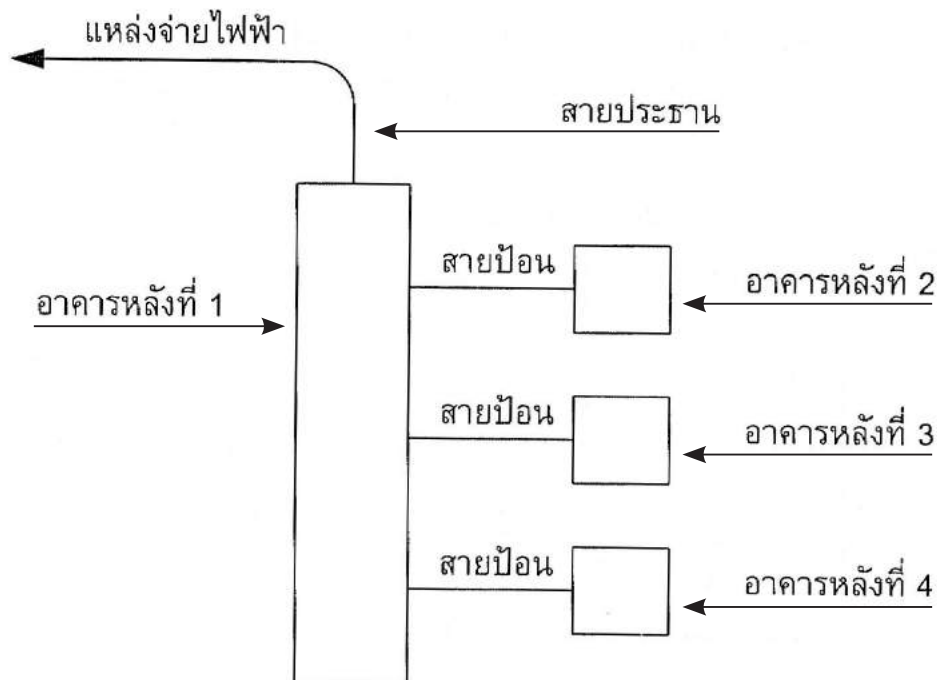 แหล่งจ่ายไฟฟ้า
สายประธาน
สายป้อน
อาคารหลังที่ 2
อาคารหลังที่ 1
สายป้อน
อาคารหลังที่ 3
สายป้อน
อาคารหลังที่ 4